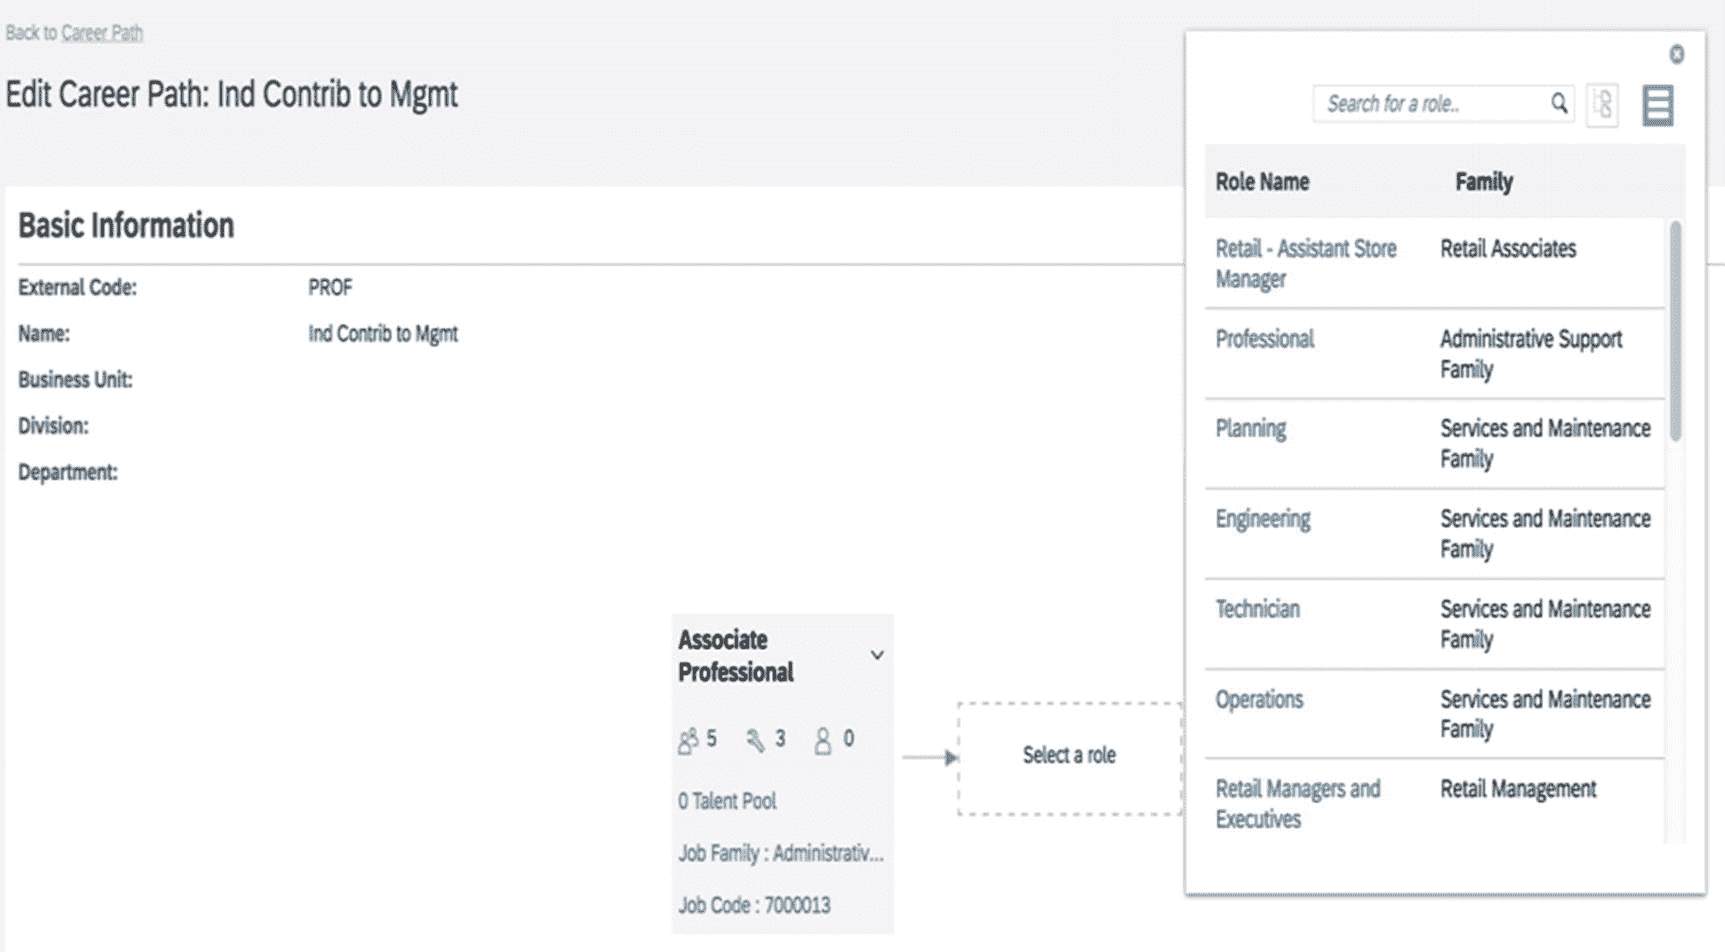 Back to Career Path
Edit Career Path: Ind Contrib to Mgmt
Basic Information
External Code: PROF
Name: Ind Contrib to Mgmt
Business Unit:
Division:
Department:
Associate
Professional
5 3 0
0 Talent Pool
Job Family : Administrativ...
Job Code : 7000013
Select a role
Search for a role..
Role Name Family
Retail - Assistant Store Retail Associates
Manager
Professional Administrative Support
Family
Planning Services and Maintenance
Family
Engineering Services and Maintenance
Family
Technician Services and Maintenance
Family
Operations Services and Maintenance
Family
Retail Managers and Retail Management
Executives